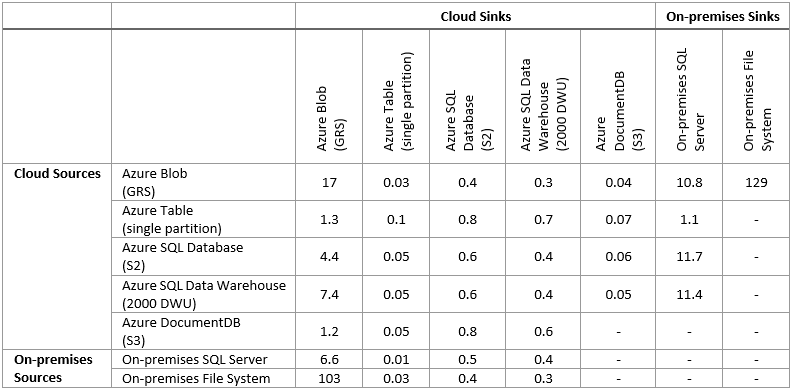 Cloud Sinks On-premises Sinks
Azure Blob
(GRS)
Azure Table
(single partition)
Azure SQL
Database
(S2)
Azure SQL Data
Warehouse
(2000 DWU)
Azure
DocumentDB
(S3)
On-premises SQL
Server
On-premises File
System
Cloud Sources
Azure Blob
(GRS)
17 0.03 0.4 0.3 0.04 10.8 129
Azure Table
(single partition)
1.3 0.1 0.8 0.7 0.07 1.1 -
Azure SQL Database
(S2)
4.4 0.05 0.6 0.4 0.06 11.7 -
Azure SQL Data Warehouse
(2000 DWU)
7.4 0.05 0.6 0.4 0.05 11.4 -
Azure DocumentDB
(S3)
1.2 0.05 0.8 0.6 - - -
On-premises
Sources
On-premises SQL Server 6.6 0.01 0.5 0.4 - - -
On-premises File System 103 0.03 0.4 0.3 - - -